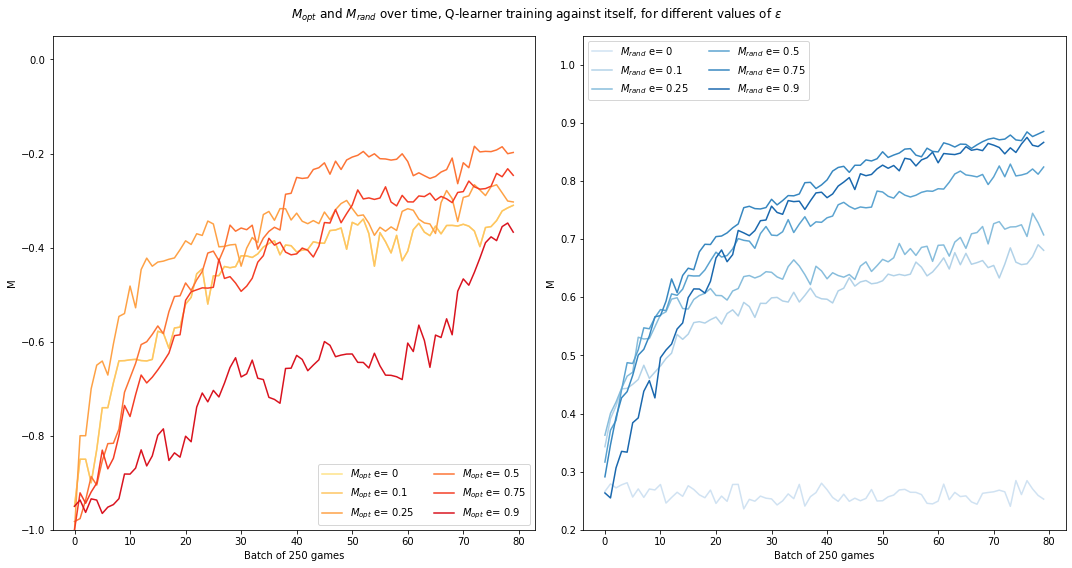 M_opt and M_rand over time, Q-learner training against itself, for different values of ε
0.0
−0.2
−0.4
−0.6
−0.8
−1.0
M
0 10 20 30 40 50 60 70 80
Batch of 250 games
M_opt e= 0
M_opt e= 0.1
M_opt e= 0.25
M_opt e= 0.5
M_opt e= 0.75
M_opt e= 0.9
M_rand e= 0
M_rand e= 0.1
M_rand e= 0.25
M_rand e= 0.5
M_rand e= 0.75
M_rand e= 0.9
1.0
0.9
0.8
0.7
0.6
0.5
0.4
0.3
0.2
M
0 10 20 30 40 50 60 70 80
Batch of 250 games